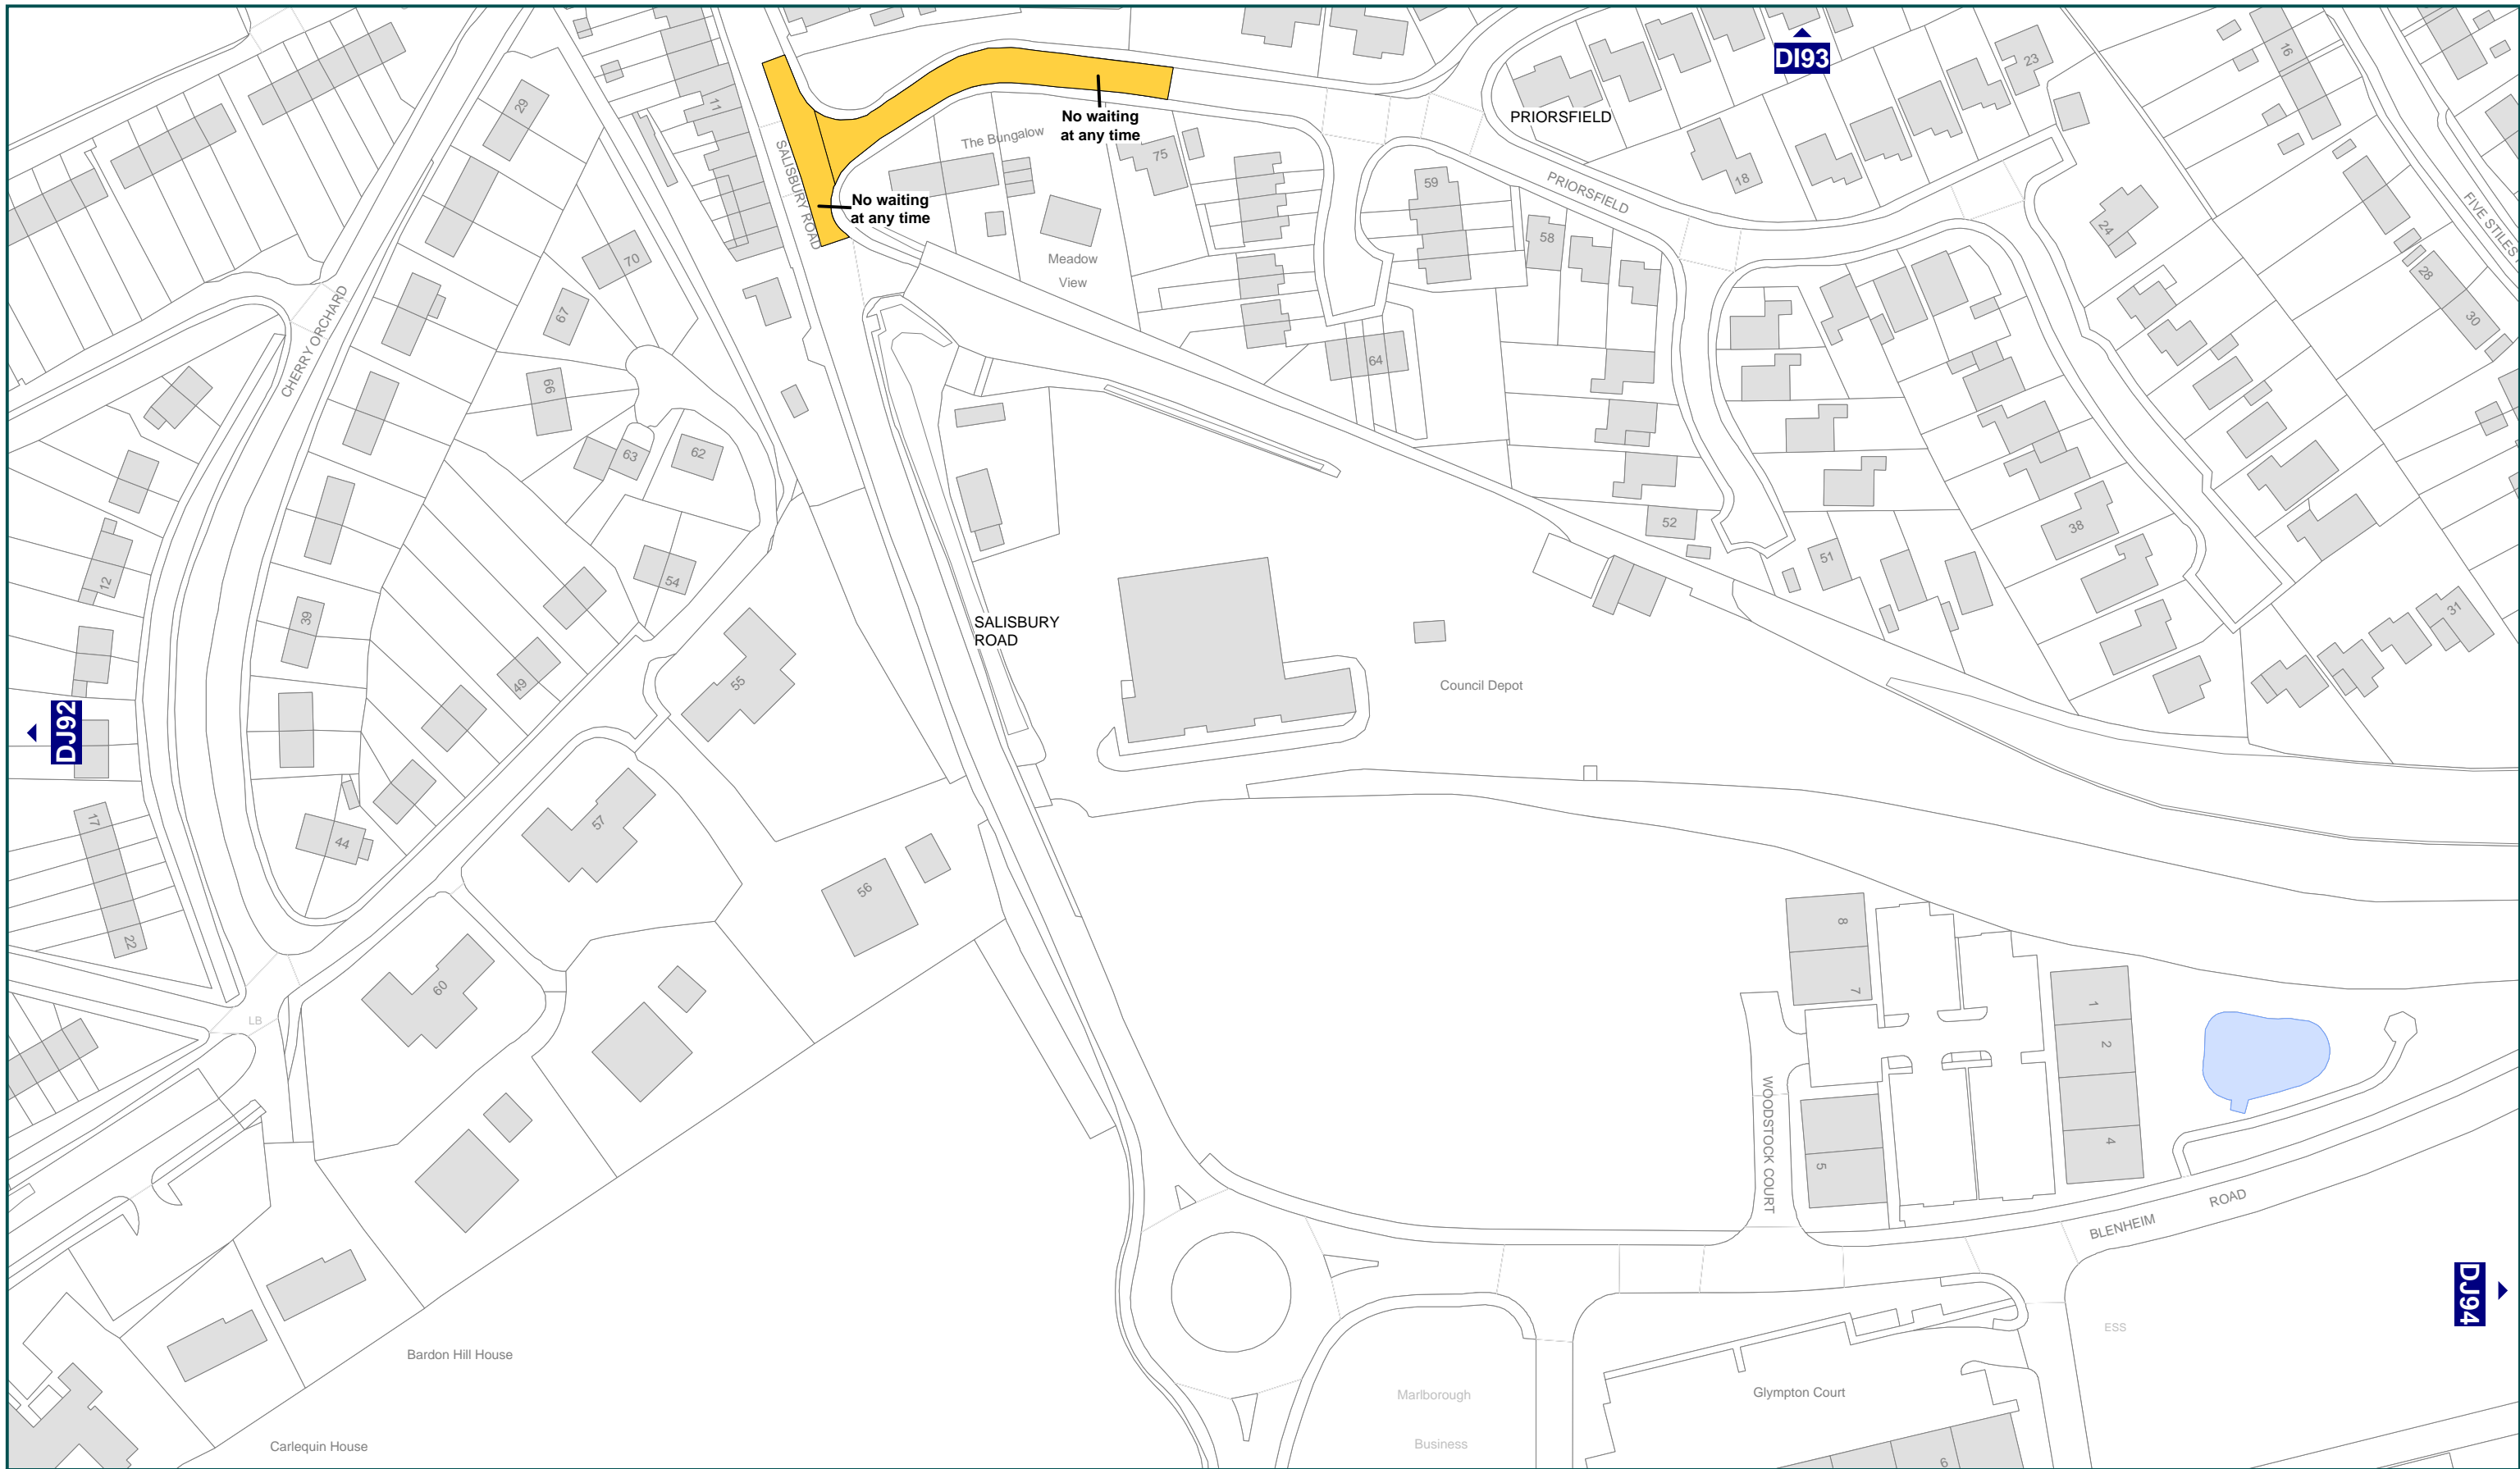 DI93
16
23
29
11
PRIORSFIELD
No waiting
at any time
The Bungalow
75
SALISBURY ROAD
59
PRIORSFIELD
18
No waiting
at any time
FIVE STILES
24
58
70
Meadow
View
28
67
CHERRY ORCHARD
30
64
66
63
62
52
38
51
12
54
39
31
SALISBURY
ROAD
49
55
Council Depot
DJ92
17
57
44
56
22
8
60
7
1
LB
2
WOODSTOCK COURT
4
5
ROAD
BLENHEIM
DJ94
ESS
Bardon Hill House
Marlborough
Glympton Court
Carlequin House
Business
6